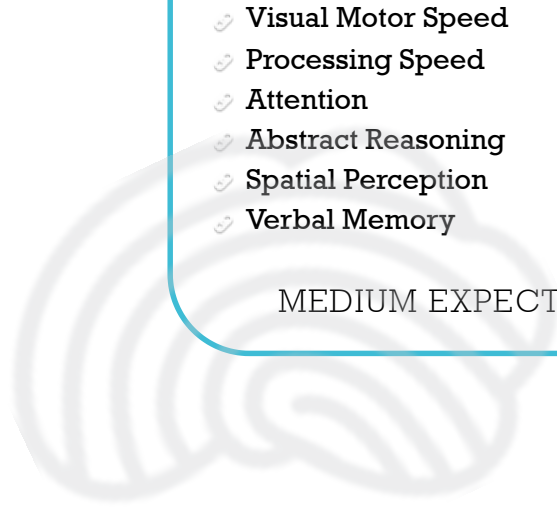 Visual Motor Speed
Processing Speed
Attention
Abstract Reasoning
Spatial Perception
Verbal Memory
MEDIUM EXPECT